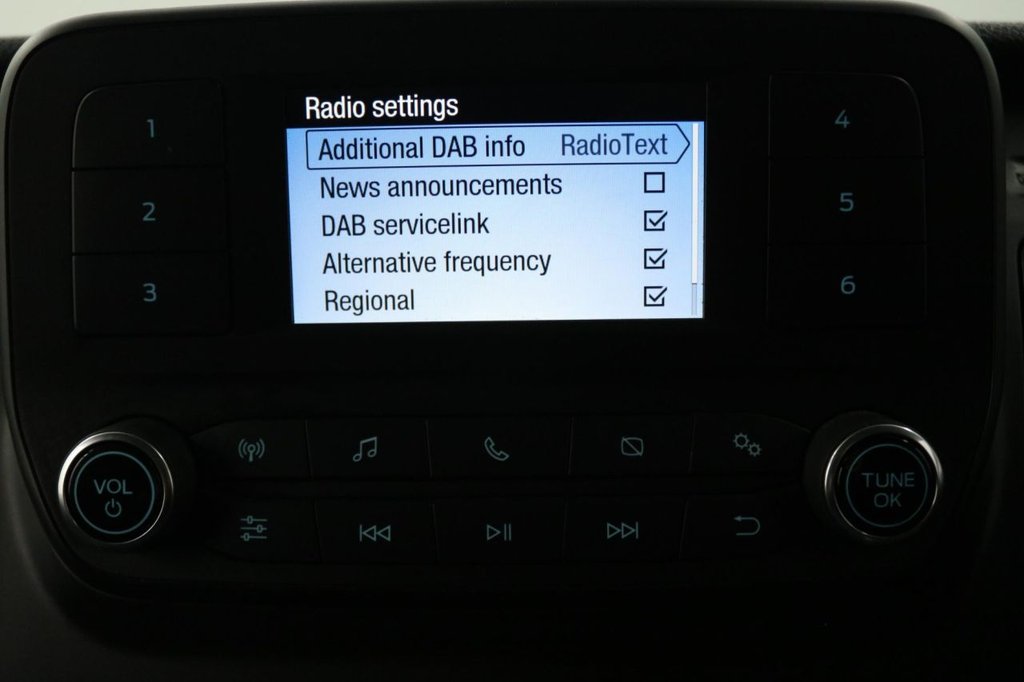 Radio settings
Additional DAB info RadioText
News announcements
DAB servicelink
Alternative frequency
Regional
1
2
3
4
5
6
VOL
TUNE
OK